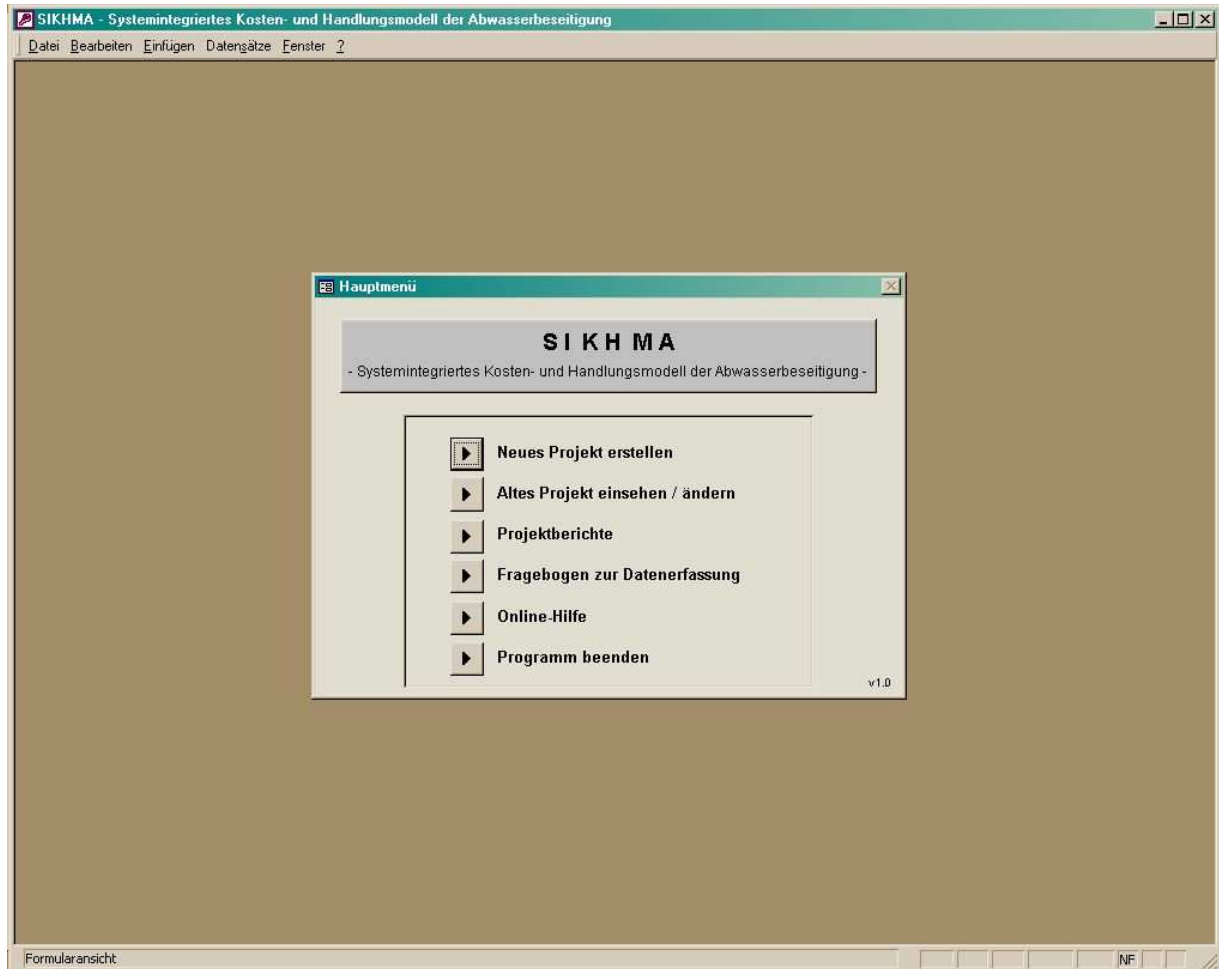 SIKHMA - Systemintegriertes Kosten- und Handlungsmodell der Abwasserbeseitigung
Datei Bearbeiten Einfügen Datensätze Fenster ?
Hauptmenü
S I K H M A
- Systemintegriertes Kosten- und Handlungsmodell der Abwasserbeseitigung -
Neues Projekt erstellen
Altes Projekt einsehen / ändern
Projektberichte
Fragebogen zur Datenerfassung
Online-Hilfe
Programm beenden
v1.0
Formularansicht NF